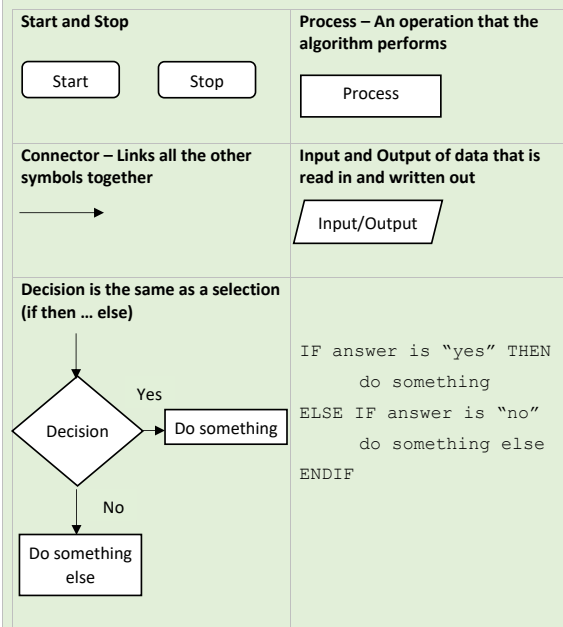 Start and Stop
Start
Stop
Process – An operation that the
algorithm performs
Process
Connector – Links all the other
symbols together
Input and Output of data that is
read in and written out
Input/Output
Decision is the same as a selection
(if then … else)
Decision
Yes
Do something
No
Do something
else
IF answer is “yes” THEN
do something
ELSE IF answer is “no”
do something else
ENDIF